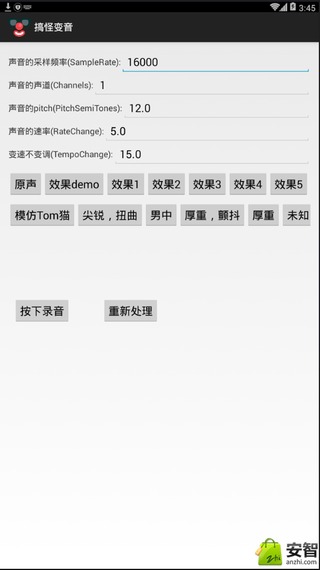 3:45
搞怪变音
声音的采样频率(SampleRate): 16000
声音的声道(Channels): 1
声音的pitch(PitchSemiTones): 12.0
声音的速率(RateChange): 5.0
变速不变调(TempoChange): 15.0
原声 效果demo 效果1 效果2 效果3 效果4 效果5
模仿Tom猫 尖锐，扭曲 男中 厚重，颤抖 厚重 未知
按下录音 重新处理
zhi 安智
anzhi.com